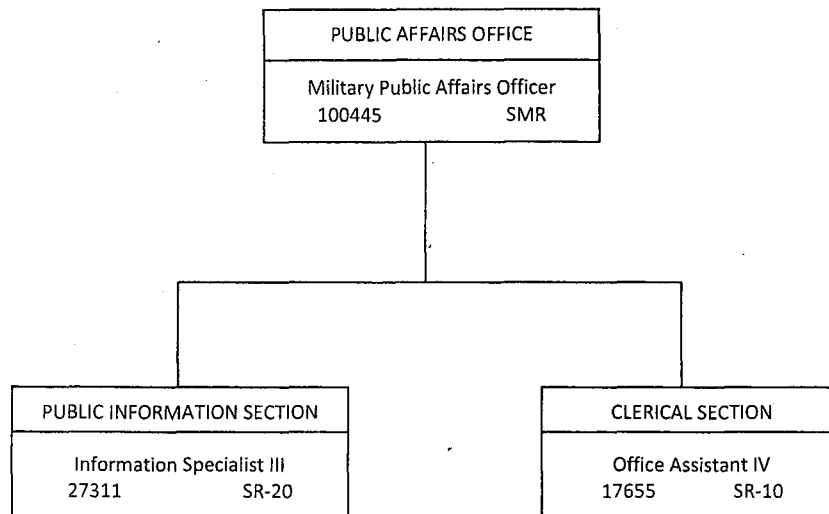 PUBLIC AFFAIRS OFFICE
Military Public Affairs Officer
100445 SMR
PUBLIC INFORMATION SECTION
Information Specialist III
27311 SR-20
CLERICAL SECTION
Office Assistant IV
17655 SR-10